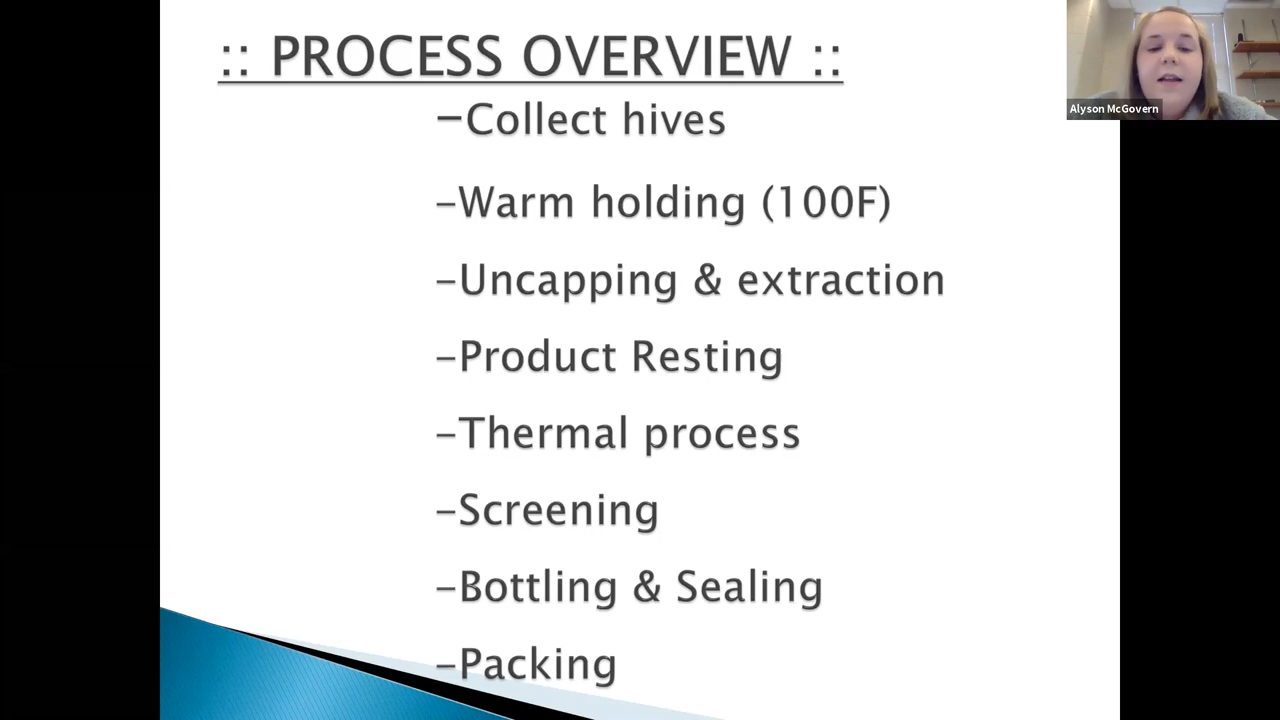 :: PROCESS OVERVIEW ::
–Collect hives
–Warm holding (100F)
–Uncapping & extraction
–Product Resting
–Thermal process
–Screening
–Bottling & Sealing
–Packing
Alyson McGovern